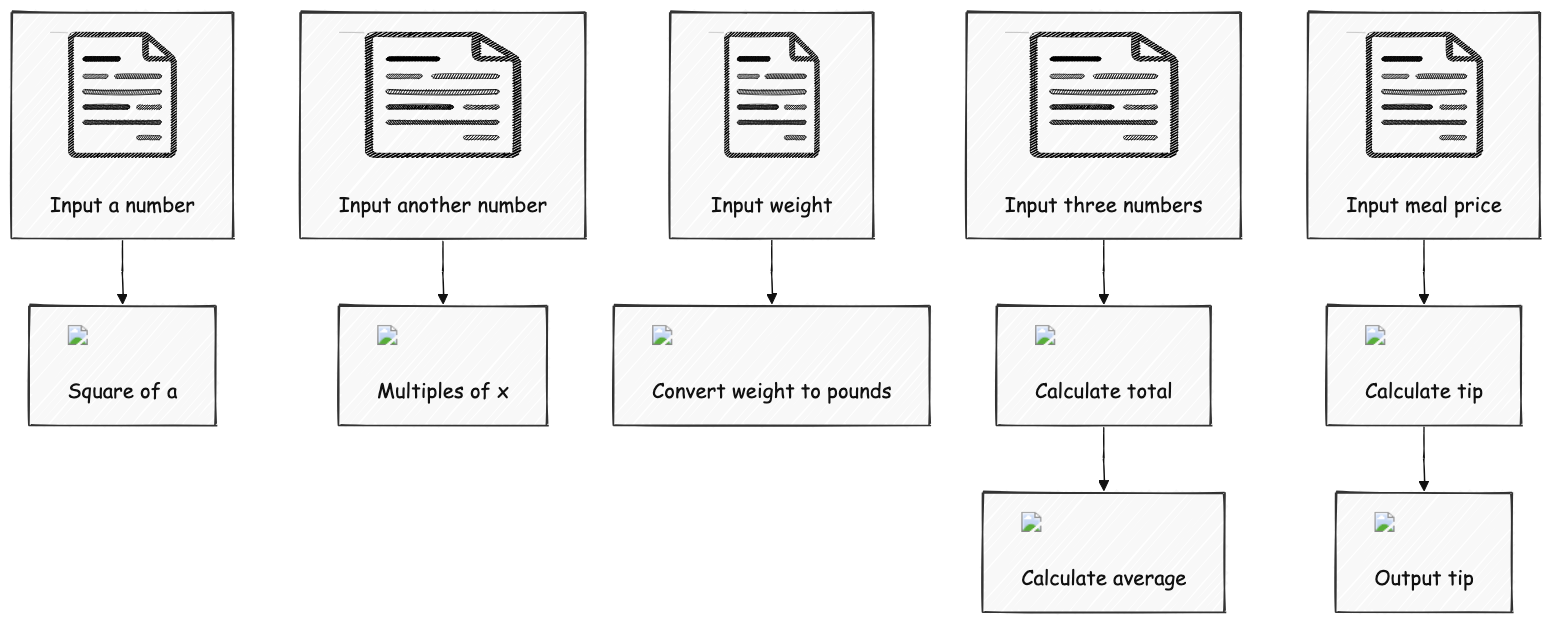 Input a number
Input another number
Input weight
Input three numbers
Input meal price
Square of a
Multiples of x
Convert weight to pounds
Calculate total
Calculate tip
Calculate average
Output tip